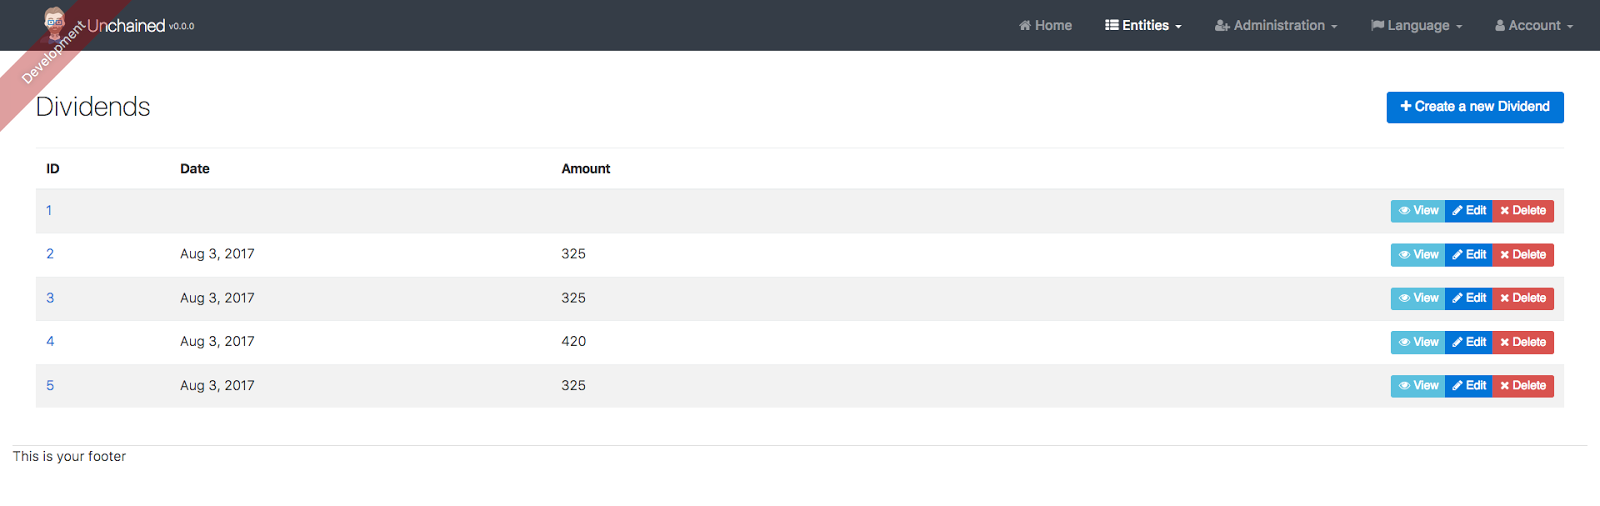 Development
Unchained v0.0.0
Home Entities Administration Language Account
Dividends
Create a new Dividend
ID Date Amount
1 View Edit Delete
2 Aug 3, 2017 325 View Edit Delete
3 Aug 3, 2017 325 View Edit Delete
4 Aug 3, 2017 420 View Edit Delete
5 Aug 3, 2017 325 View Edit Delete
This is your footer